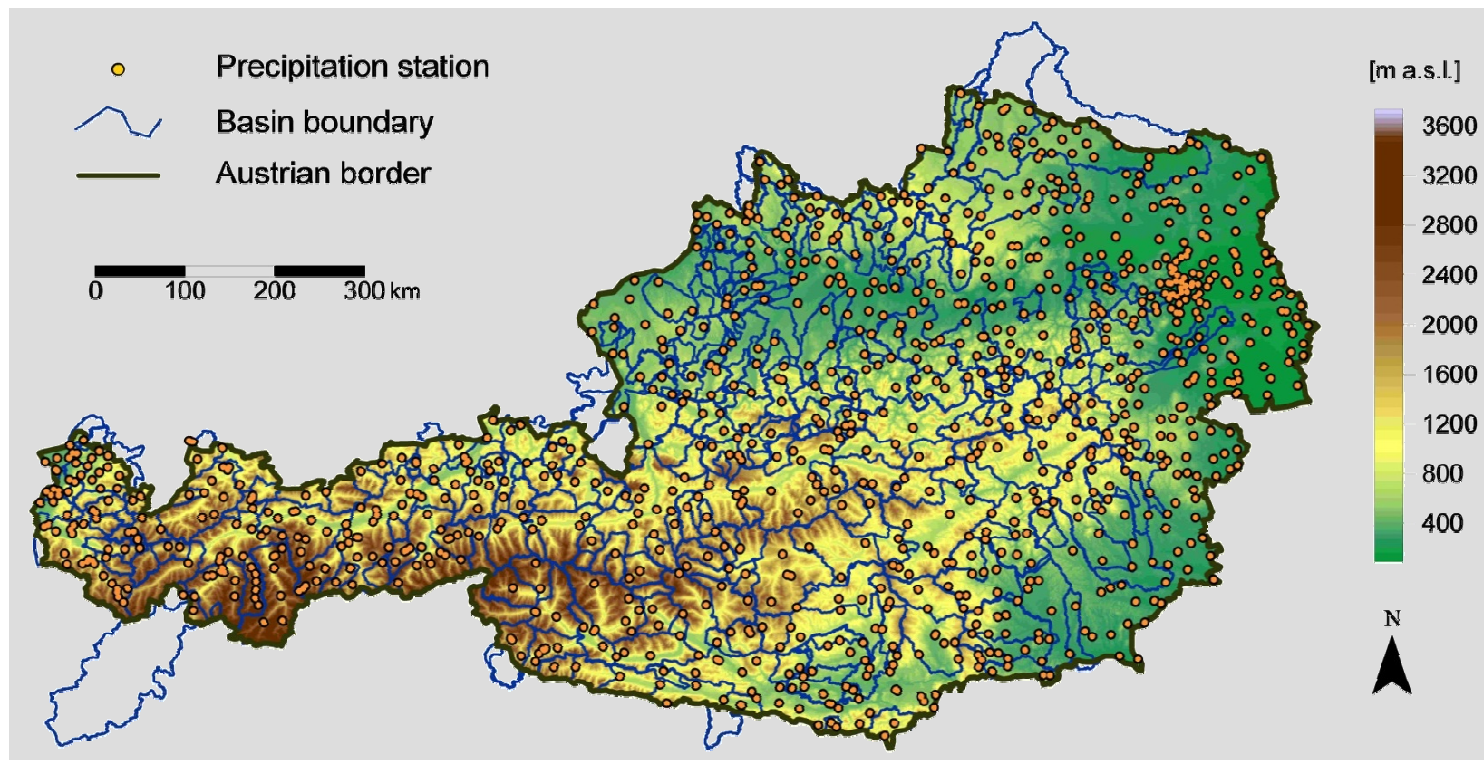 Precipitation station
Basin boundary
Austrian border
0 100 200 300 km
[m a.s.l.]
3600
3200
2800
2400
2000
1600
1200
800
400
N